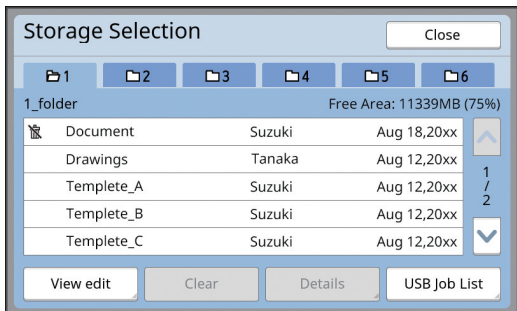 Storage Selection
Close
1 2 3 4 5 6
1_folder Free Area: 11339MB (75%)
Document Suzuki Aug 18,20xx
Drawings Tanaka Aug 12,20xx
Templete_A Suzuki Aug 12,20xx
Templete_B Suzuki Aug 12,20xx
Templete_C Suzuki Aug 12,20xx
1
/
2
View edit Clear Details USB Job List